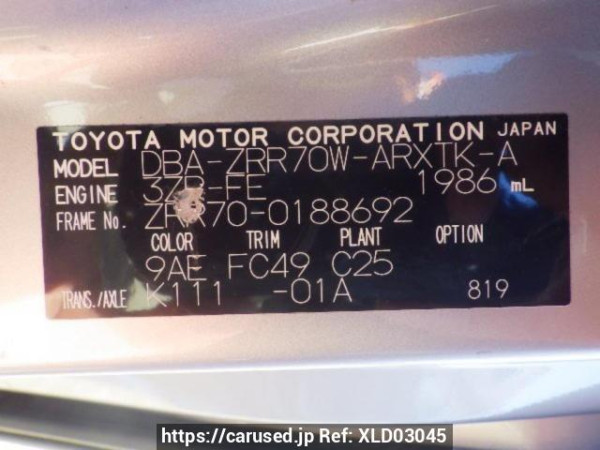 TOYOTA MOTOR CORPORATION JAPAN
MODEL DBA-ZRR70W-ARXTK-A
ENGINE 3ZR-FE 1986 mL
FRAME No. ZRR70-0188692
COLOR TRIM PLANT OPTION
9AE FC49 C25
TRANS./AXLE K111 -01A 819
https://carused.jp Ref: XLD03045